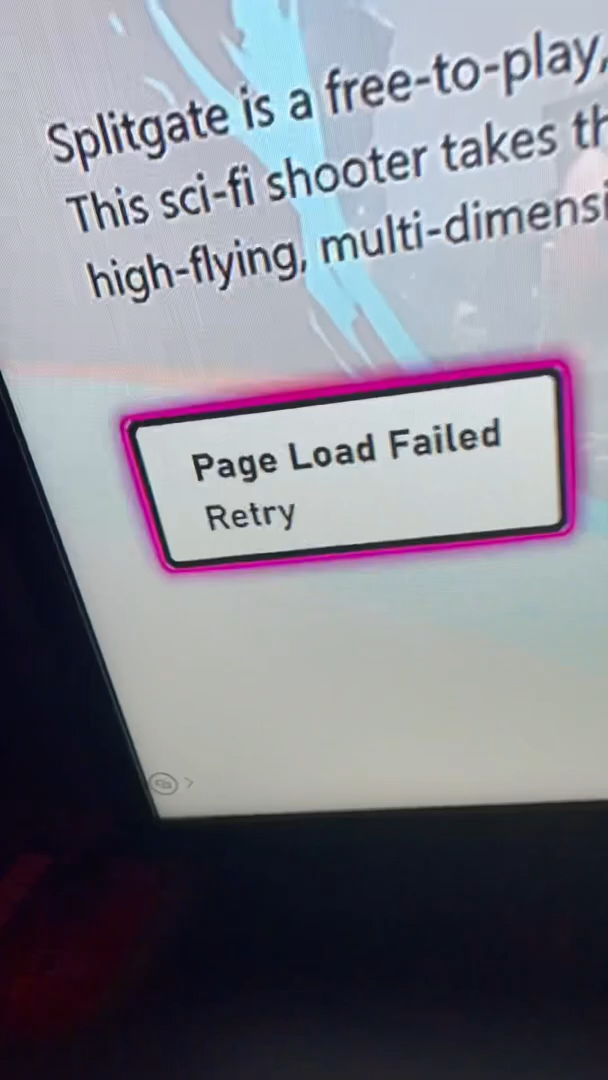 Splitgate is a free-to-play,
This sci-fi shooter takes th
high-flying, multi-dimensi
Page Load Failed
Retry